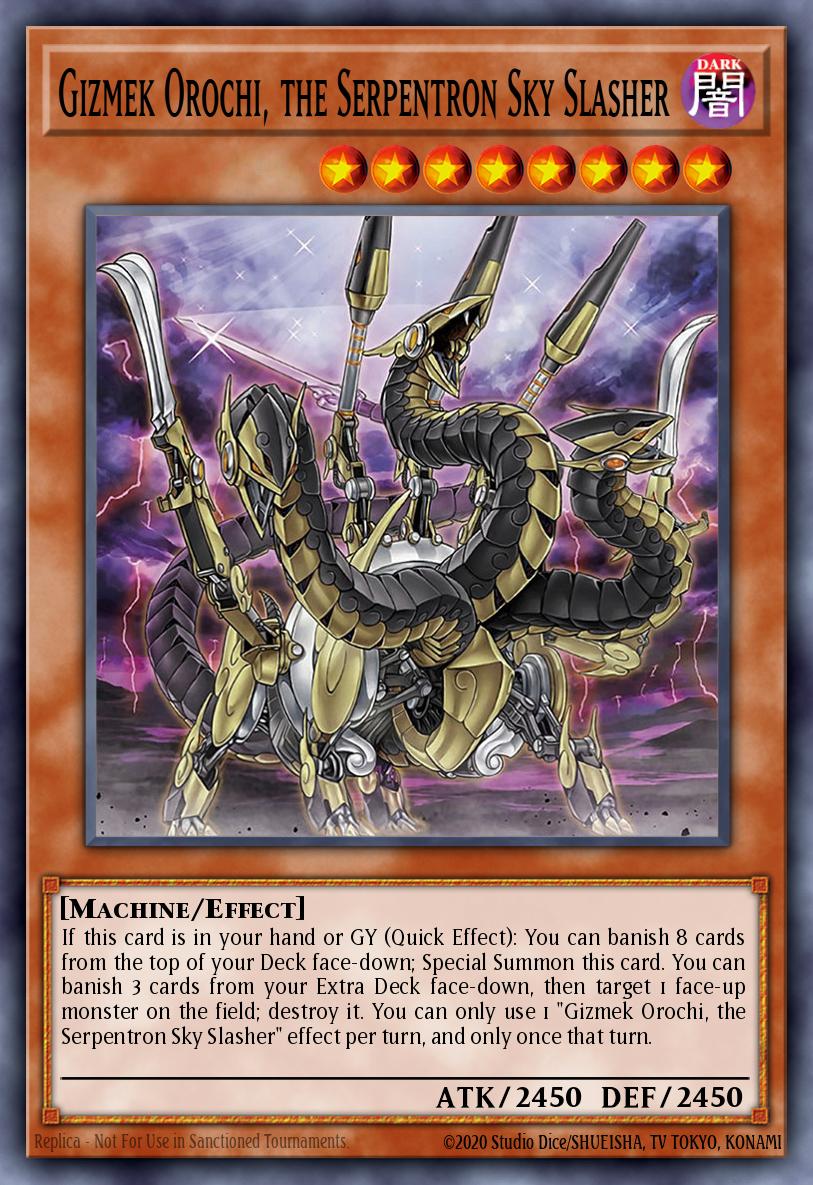 Gizmek Orochi, the Serpentron Sky Slasher
DARK
闇
[Machine/Effect]
If this card is in your hand or GY (Quick Effect): You can banish 8 cards
from the top of your Deck face-down; Special Summon this card. You can
banish 3 cards from your Extra Deck face-down, then target 1 face-up
monster on the field; destroy it. You can only use 1 "Gizmek Orochi, the
Serpentron Sky Slasher" effect per turn, and only once that turn.
ATK/2450 DEF/2450
Replica - Not For Use in Sanctioned Tournaments.
©2020 Studio Dice/SHUEISHA, TV TOKYO, KONAMI